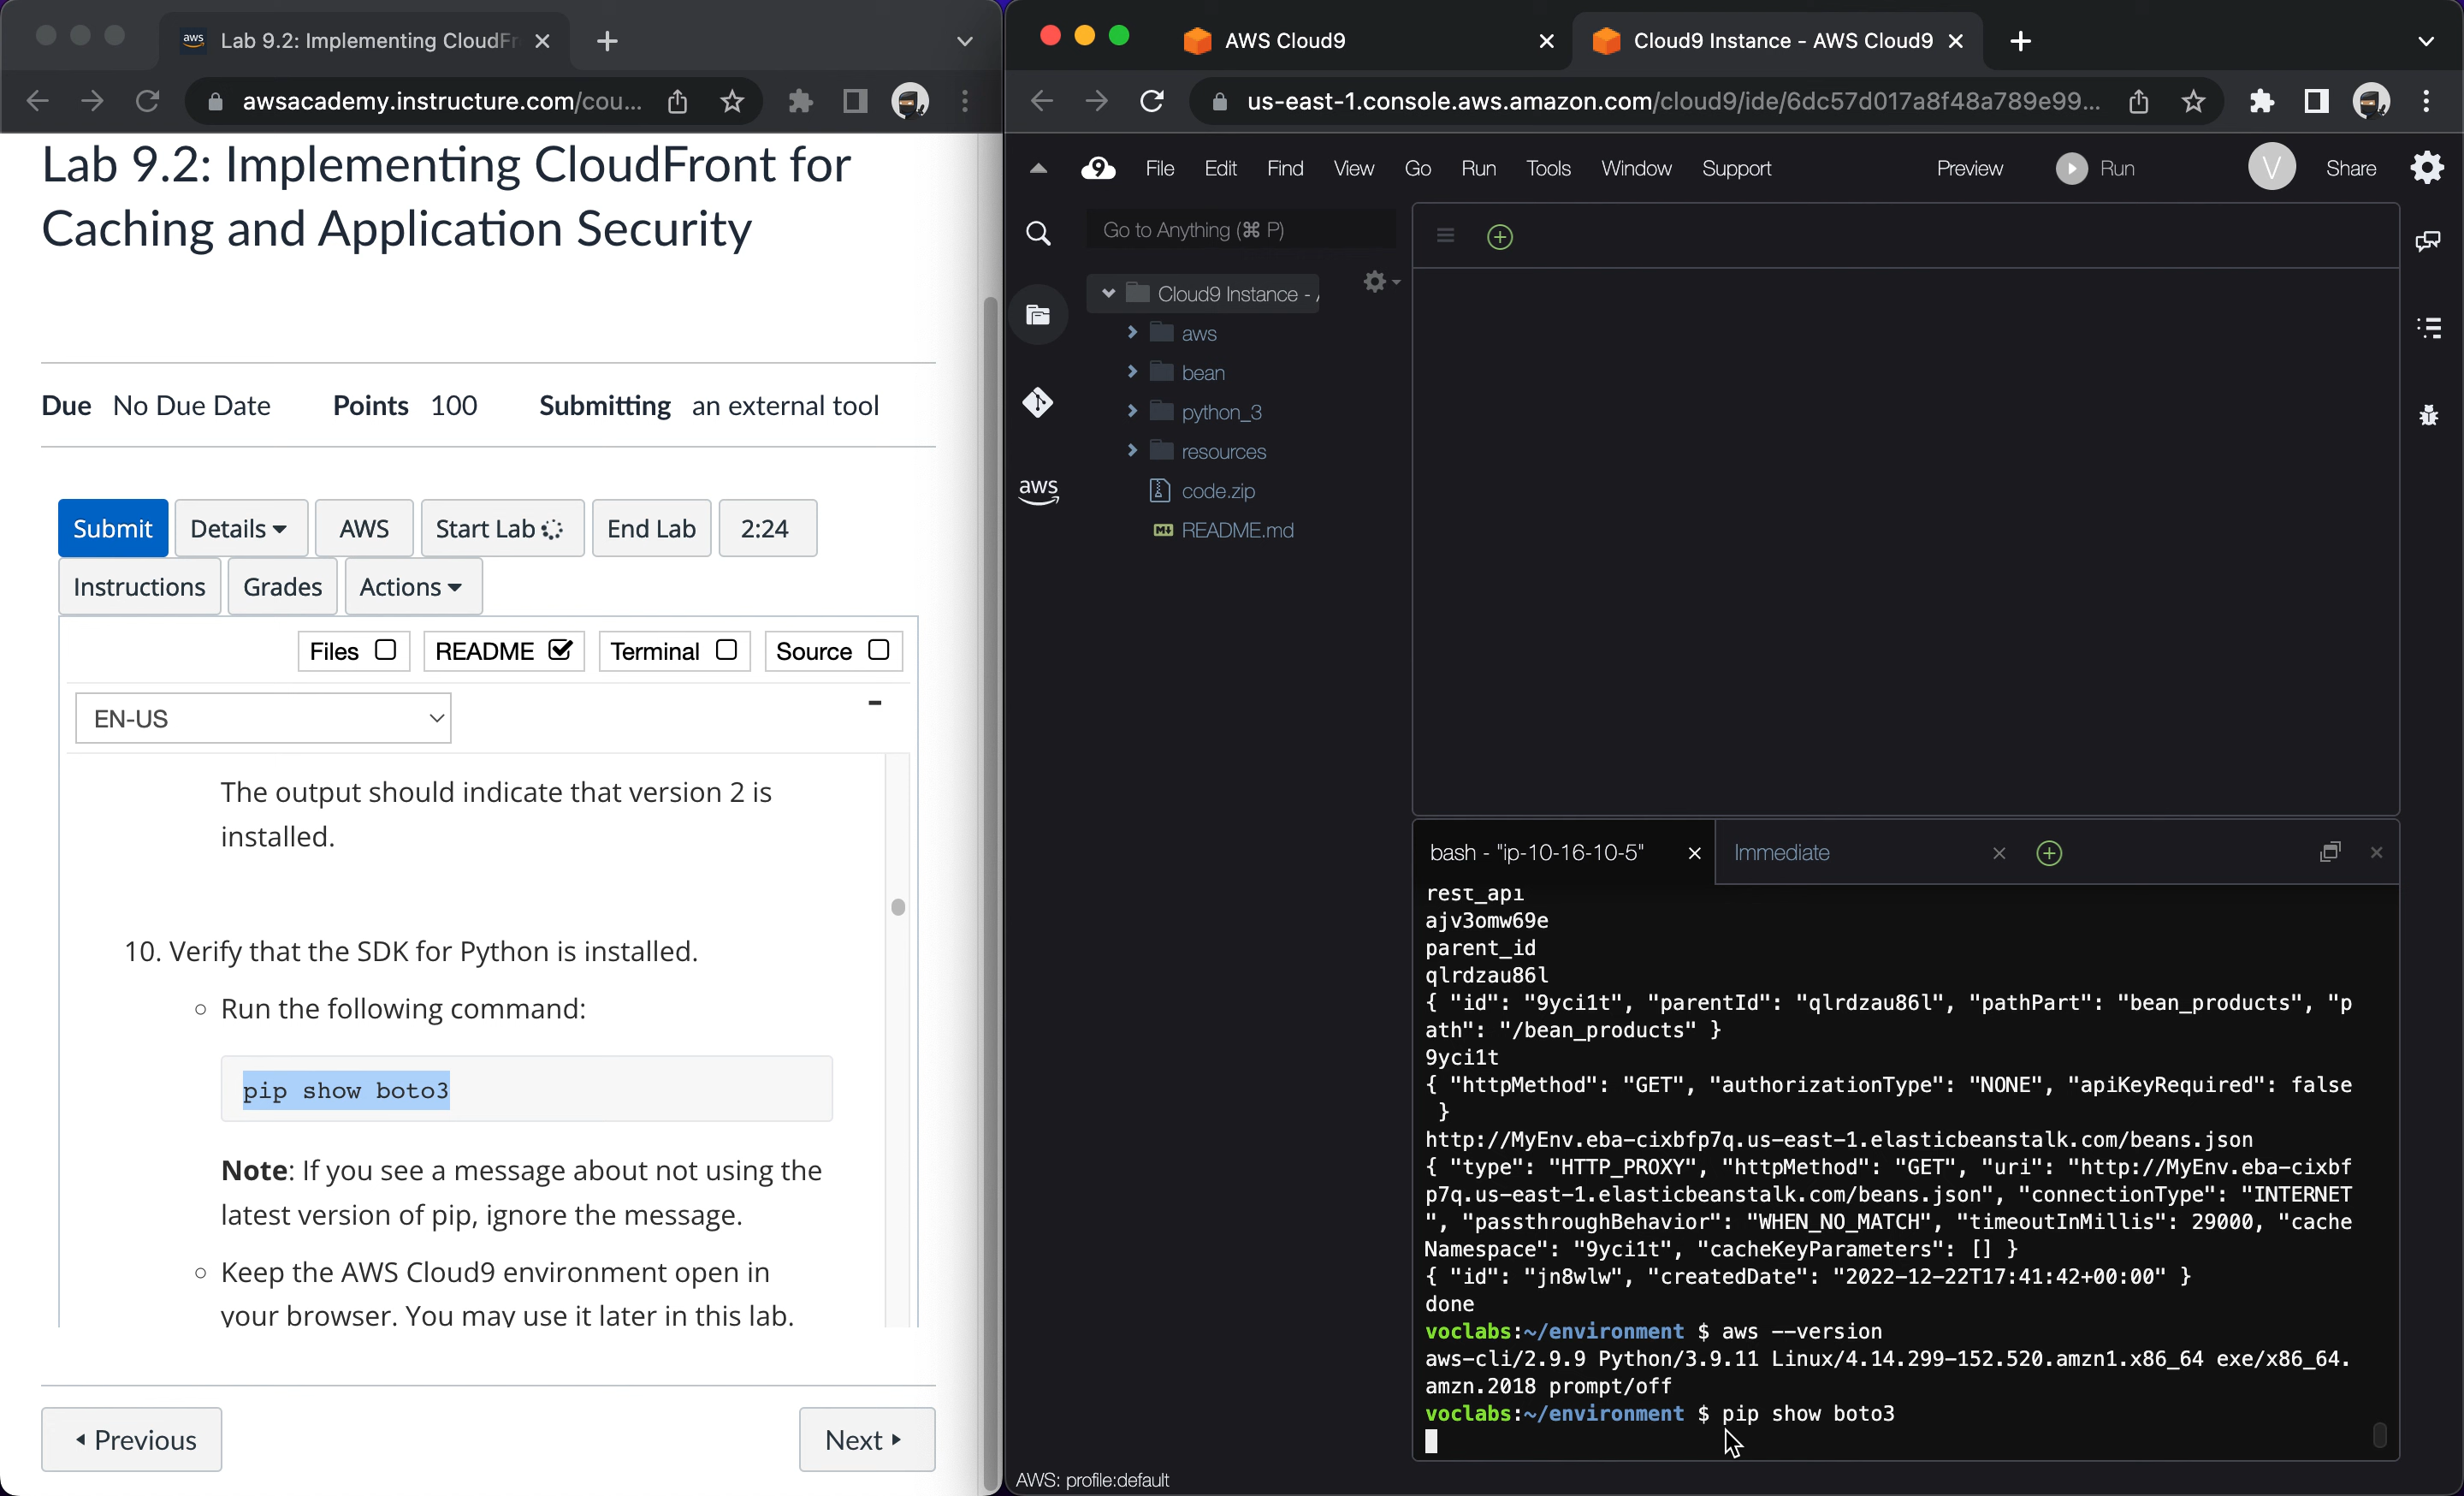 aws Lab 9.2: Implementing CloudFr
awsacademy.instructure.com/cou...
Lab 9.2: Implementing CloudFront for
Caching and Application Security
Due No Due Date Points 100 Submitting an external tool
Submit Details AWS Start Lab End Lab 2:24
Instructions Grades Actions
Files README Terminal Source
EN-US
The output should indicate that version 2 is
installed.
10. Verify that the SDK for Python is installed.
Run the following command:
pip show boto3
Note: If you see a message about not using the
latest version of pip, ignore the message.
Keep the AWS Cloud9 environment open in
your browser. You may use it later in this lab.
Previous Next
AWS Cloud9 Cloud9 Instance - AWS Cloud9
us-east-1.console.aws.amazon.com/cloud9/ide/6dc57d017a8f48a789e99...
9 File Edit Find View Go Run Tools Window Support Preview Run V Share
Go to Anything (⌘ P)
Cloud9 Instance - /
aws
bean
python_3
resources
code.zip
README.md
aws
bash - "ip-10-16-10-5" Immediate
rest_api
ajv3omw69e
parent_id
qlrdzau86l
{ "id": "9yci1t", "parentId": "qlrdzau86l", "pathPart": "bean_products", "p
ath": "/bean_products" }
9yci1t
{ "httpMethod": "GET", "authorizationType": "NONE", "apiKeyRequired": false
}
http://MyEnv.eba-cixbfp7q.us-east-1.elasticbeanstalk.com/beans.json
{ "type": "HTTP_PROXY", "httpMethod": "GET", "uri": "http://MyEnv.eba-cixbf
p7q.us-east-1.elasticbeanstalk.com/beans.json", "connectionType": "INTERNET
", "passthroughBehavior": "WHEN_NO_MATCH", "timeoutInMillis": 29000, "cache
Namespace": "9yci1t", "cacheKeyParameters": [] }
{ "id": "jn8wlw", "createdDate": "2022-12-22T17:41:42+00:00" }
done
voclabs:~/environment $ aws --version
aws-cli/2.9.9 Python/3.9.11 Linux/4.14.299-152.520.amzn1.x86_64 exe/x86_64.
amzn.2018 prompt/off
voclabs:~/environment $ pip show boto3
AWS: profile:default